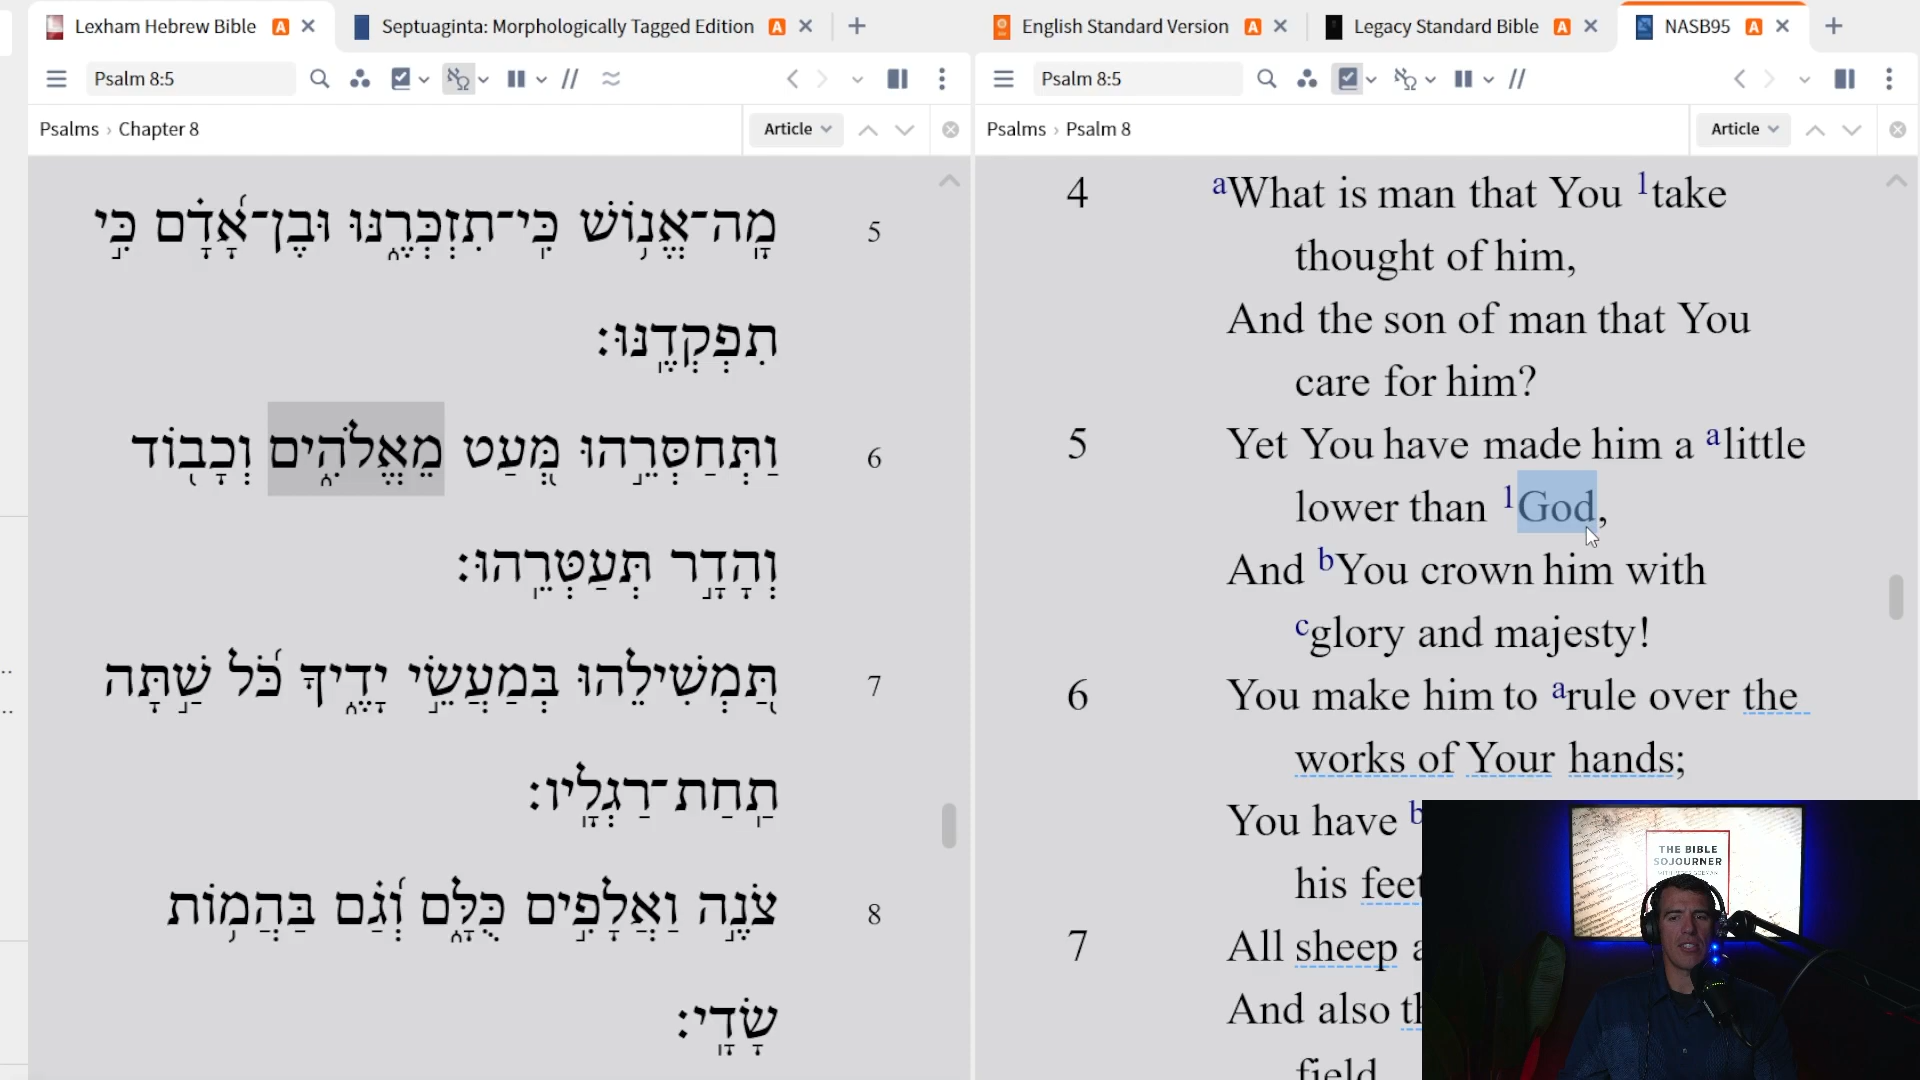 Lexham Hebrew Bible A
Septuaginta: Morphologically Tagged Edition A
English Standard Version A
Legacy Standard Bible A
NASB95 A
Psalm 8:5
Psalms › Chapter 8
Article
מָֽה־אֱנ֥וֹשׁ כִּֽי־תִזְכְּרֶ֑נּוּ וּבֶן־אָ֝דָ֗ם כִּ֣י 5
תִפְקְדֶֽנּוּ׃
וַתְּחַסְּרֵ֣הוּ מְּ֭עַט מֵאֱלֹהִ֑ים וְכָב֖וֹד 6
וְהָדָ֣ר תְּעַטְּרֵֽהוּ׃
תַּ֭מְשִׁילֵהוּ בְּמַעֲשֵׂ֣י יָדֶ֑יךָ כֹּ֝ל שַׁ֣תָּה 7
תַֽחַת־רַגְלָֽיו׃
צֹנֶ֣ה וַאֲלָפִ֣ים כֻּלָּ֑ם וְ֝גַ֗ם בַּהֲמ֥וֹת 8
שָׂדָֽי׃
Psalm 8:5
Psalms › Psalm 8
Article
4 aWhat is man that You 1take
thought of him,
And the son of man that You
care for him?
5 Yet You have made him a alittle
lower than 1God,
And bYou crown him with
cglory and majesty!
6 You make him to arule over the
works of Your hands;
You have b
his feet
7 All sheep a
And also th
field
THE BIBLE
SOJOURNER